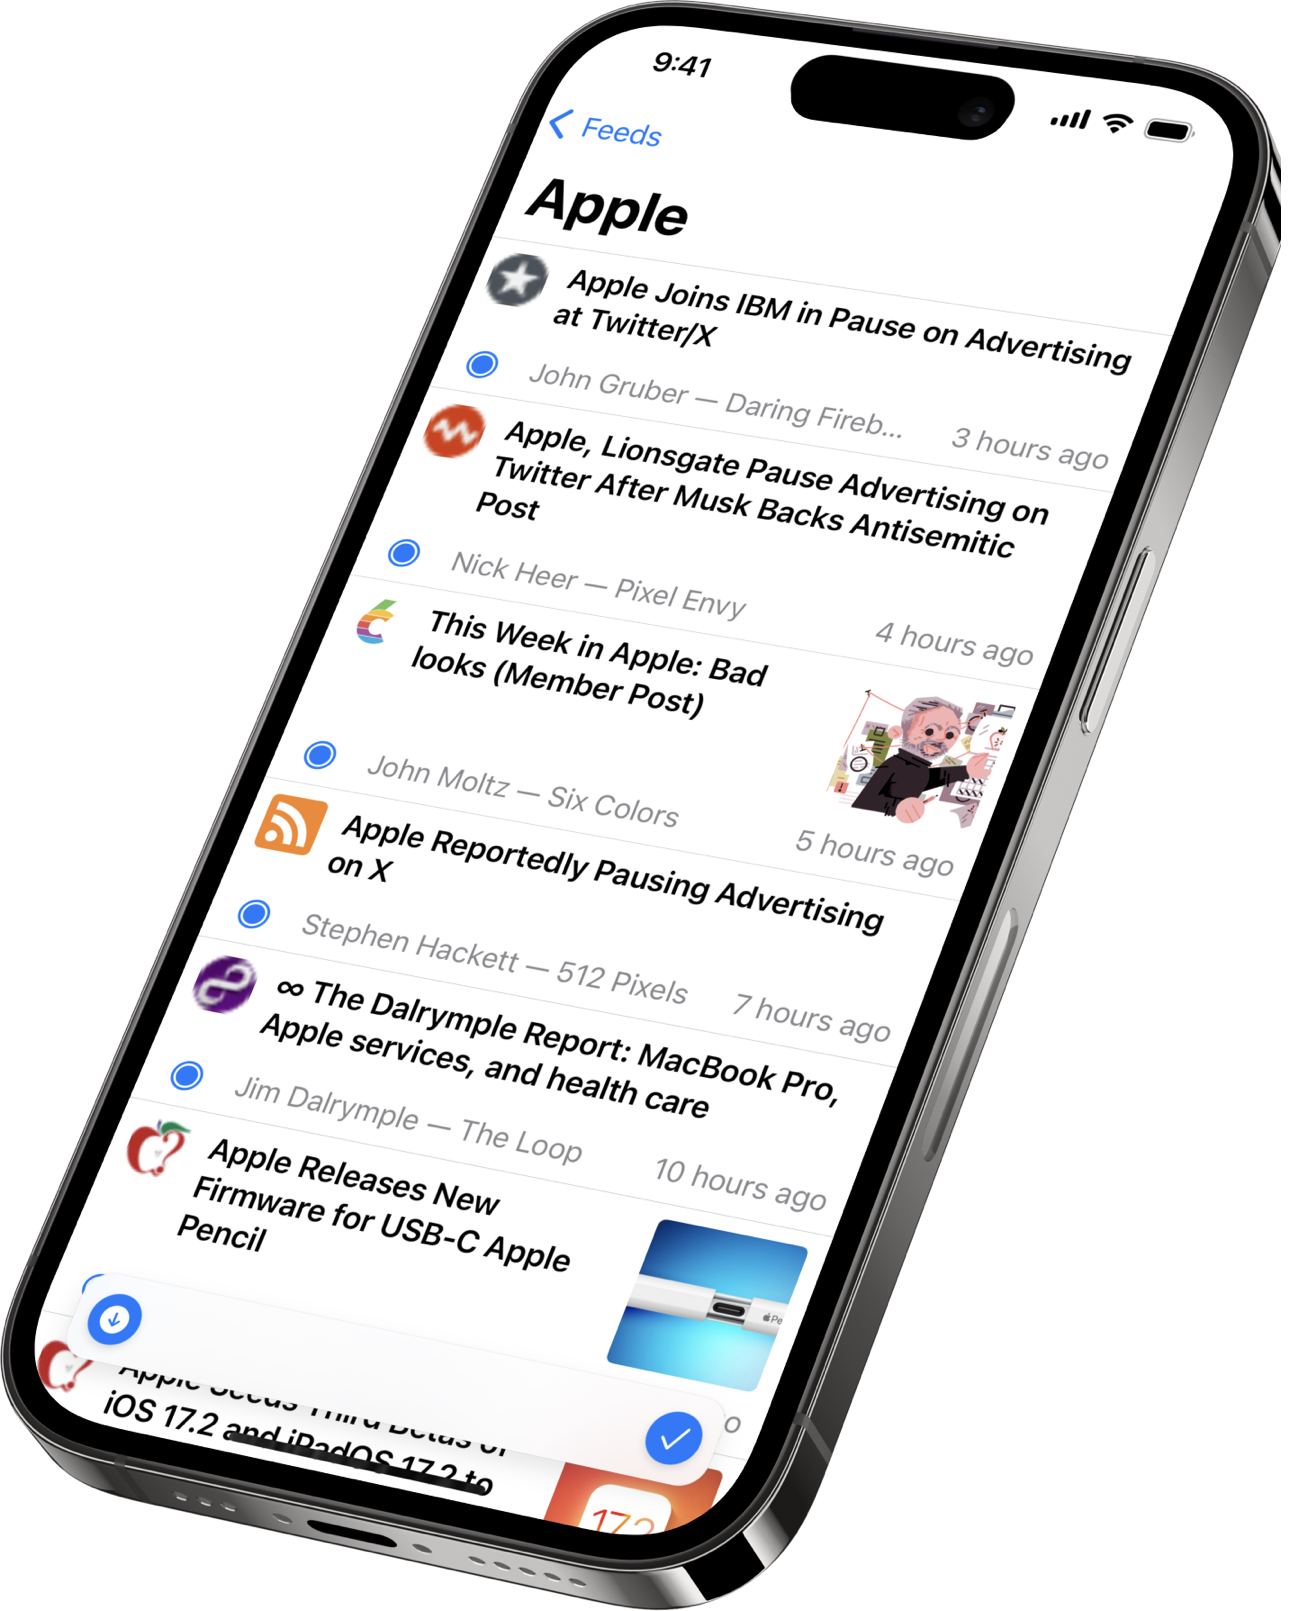 9:41
Feeds
Apple
Apple Joins IBM in Pause on Advertising
at Twitter/X
John Gruber — Daring Fireb...
3 hours ago
Apple, Lionsgate Pause Advertising on
Twitter After Musk Backs Antisemitic
Post
Nick Heer — Pixel Envy
4 hours ago
This Week in Apple: Bad
looks (Member Post)
John Moltz — Six Colors
5 hours ago
Apple Reportedly Pausing Advertising
on X
Stephen Hackett — 512 Pixels
7 hours ago
∞ The Dalrymple Report: MacBook Pro,
Apple services, and health care
Jim Dalrymple — The Loop
10 hours ago
Apple Releases New
Firmware for USB-C Apple
Pencil
Apple Seeds Third Betas of
iOS 17.2 and iPadOS 17.2 to
17.2